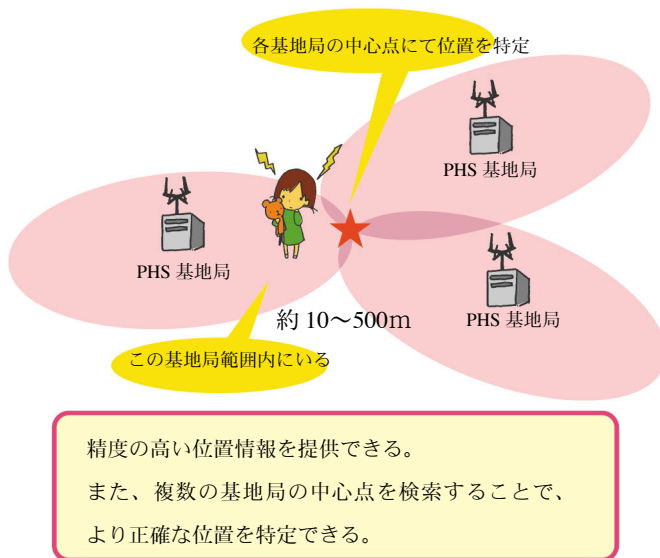 各基地局の中心点にて位置を特定
PHS 基地局
PHS 基地局
PHS 基地局
約 10〜500m
この基地局範囲内にいる
精度の高い位置情報を提供できる。
また、複数の基地局の中心点を検索することで、
より正確な位置を特定できる。